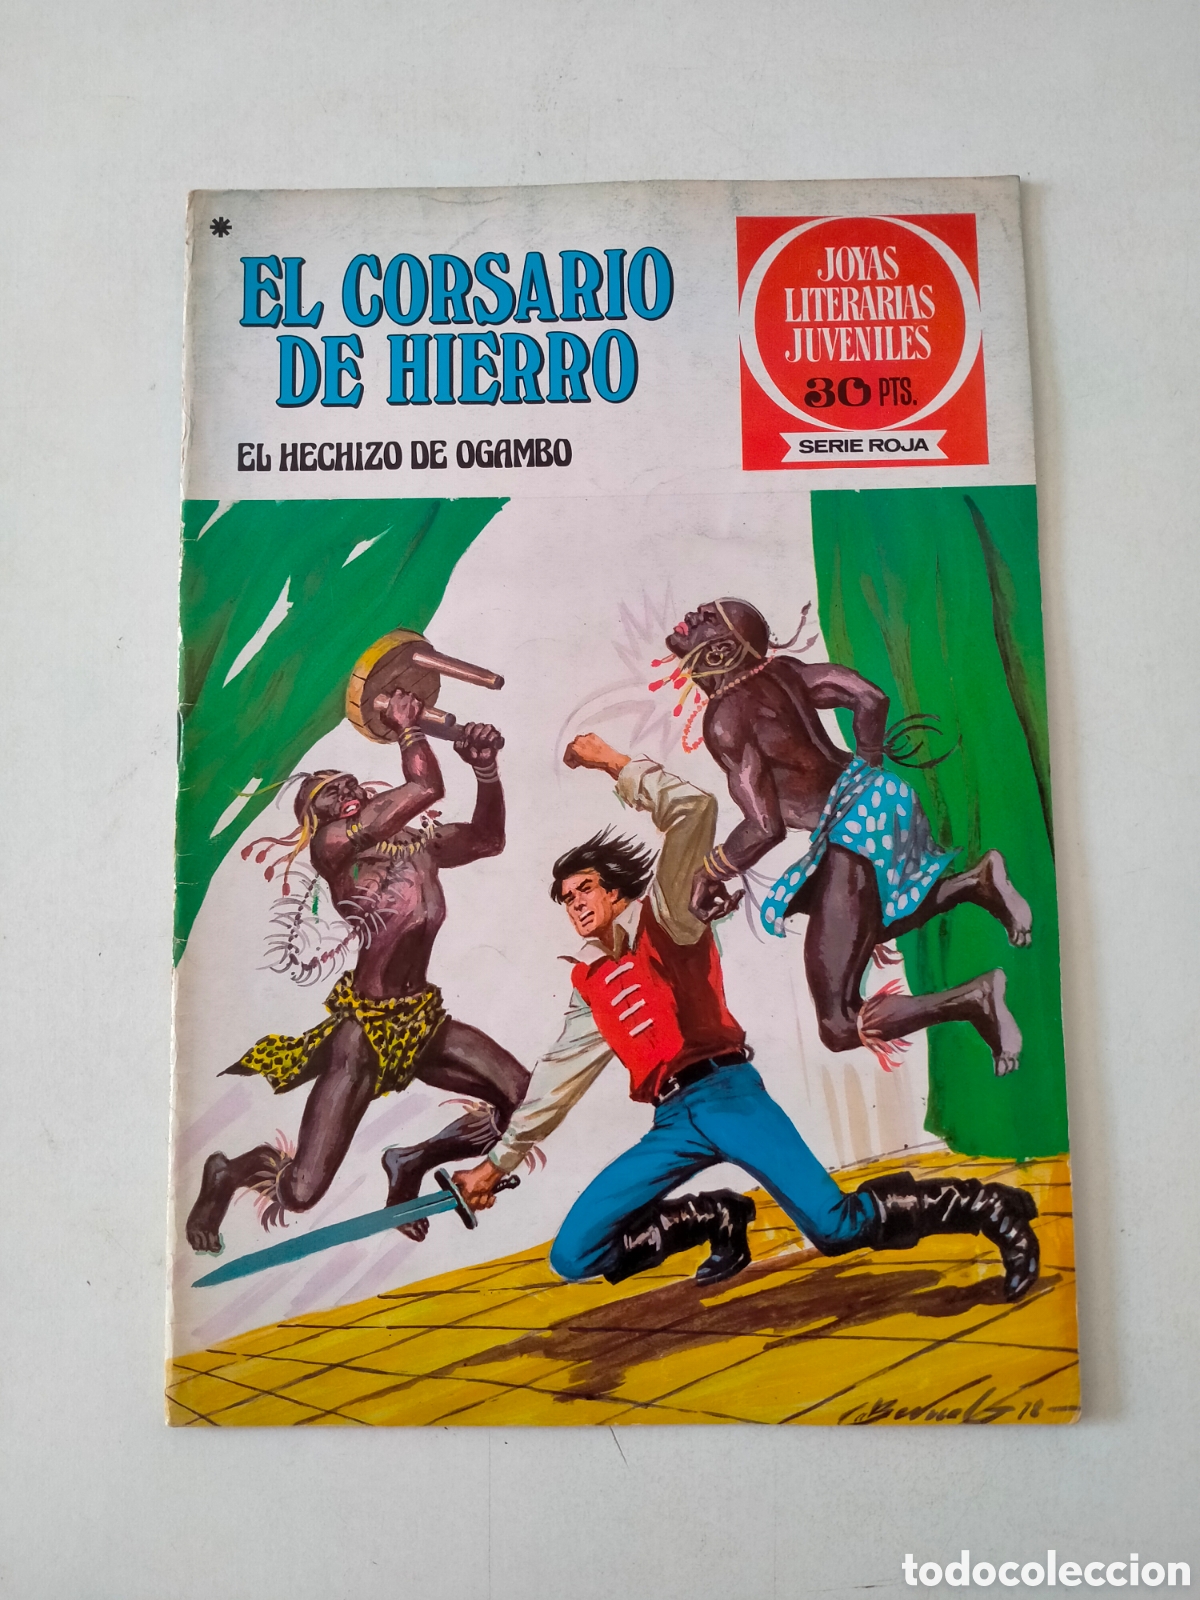 *
EL CORSARIO
DE HIERRO
EL HECHIZO DE OGAMBO
JOYAS
LITERARIAS
JUVENILES
30 PTS.
SERIE ROJA
todocoleccion